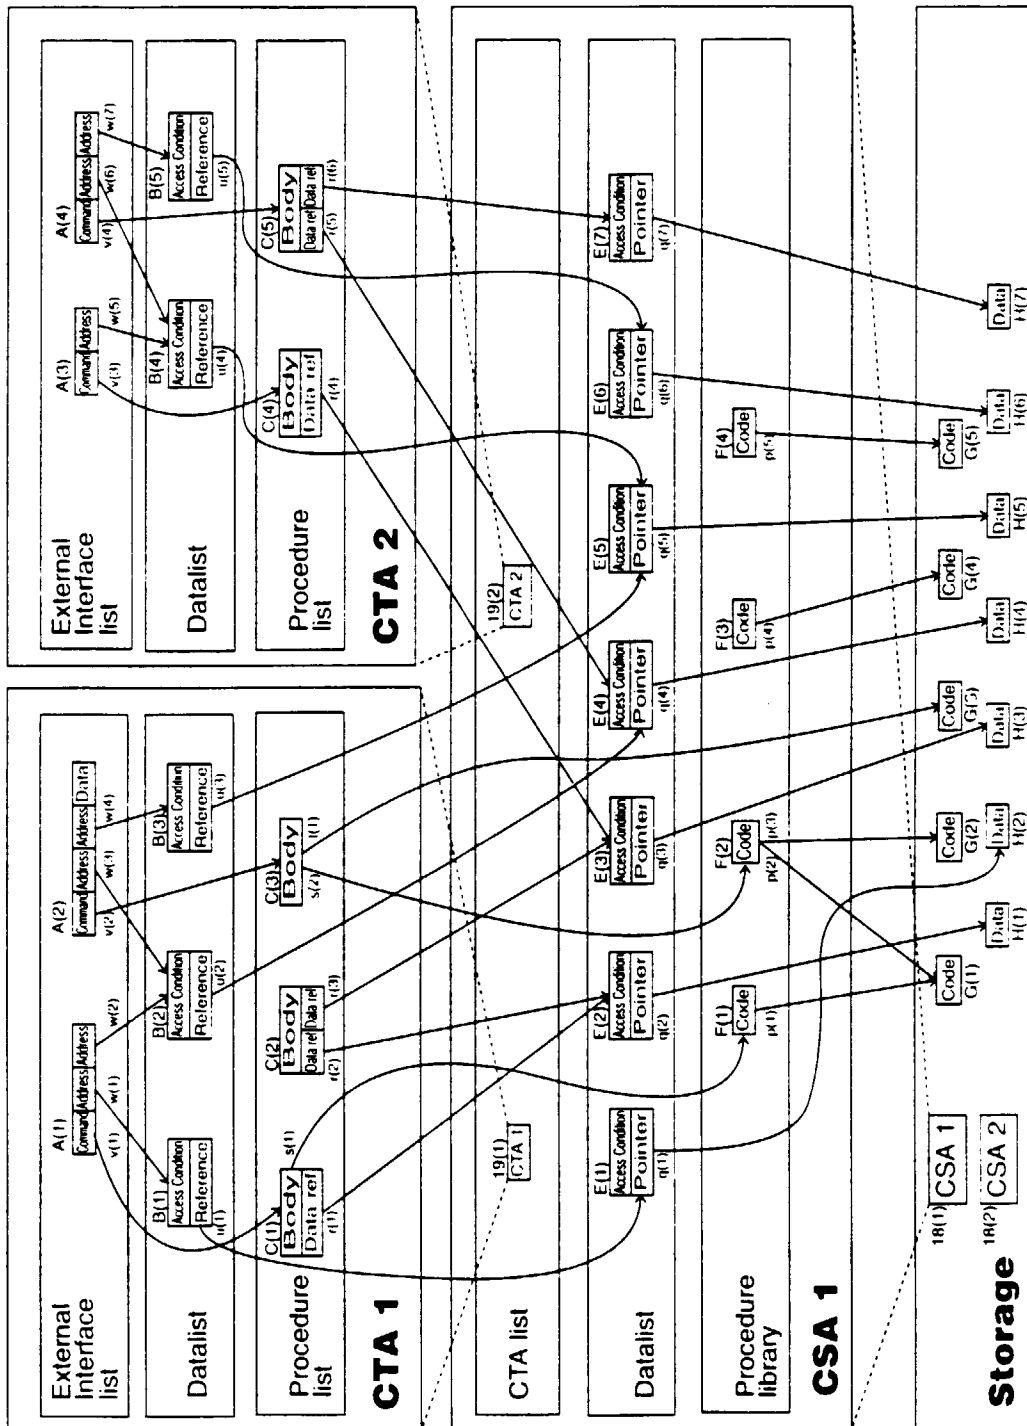 External
Interface
list
A(1)
Command
Address
Address
v(1)
w(1)
w(2)
A(2)
Command
Address
Address
Data
v(2)
w(3)
w(4)
Datalist
B(1)
Access Condition
Reference
u(1)
B(2)
Access Condition
Reference
u(2)
B(3)
Access Condition
Reference
u(3)
Procedure
list
C(1)
Body
Data ref
r(1)
s(1)
C(2)
Body
Data ref
Data ref
r(2)
r(3)
C(3)
Body
s(2)
CTA 1
External
Interface
list
A(3)
Command
Address
v(3)
w(5)
A(4)
Command
Address
Address
v(4)
w(6)
w(7)
Datalist
B(4)
Access Condition
Reference
u(4)
B(5)
Access Condition
Reference
u(5)
Procedure
list
C(4)
Body
Data ref
r(4)
C(5)
Body
Data ref
Data ref
r(5)
r(6)
CTA 2
CTA list
19(1)
CTA 1
19(2)
CTA 2
Datalist
E(1)
Access Condition
Pointer
q(1)
E(2)
Access Condition
Pointer
q(2)
E(3)
Access Condition
Pointer
q(3)
E(4)
Access Condition
Pointer
q(4)
E(5)
Access Condition
Pointer
q(5)
E(6)
Access Condition
Pointer
q(6)
E(7)
Access Condition
Pointer
q(7)
Procedure
library
F(1)
Code
p(1)
F(2)
Code
p(2)
p(3)
F(3)
Code
p(4)
F(4)
Code
p(5)
CSA 1
18(1)
CSA 1
18(2)
CSA 2
Code
G(1)
Code
G(2)
Code
G(3)
Code
G(4)
Code
G(5)
Data
H(1)
Data
H(2)
Data
H(3)
Data
H(4)
Data
H(5)
Data
H(6)
Data
H(7)
Storage